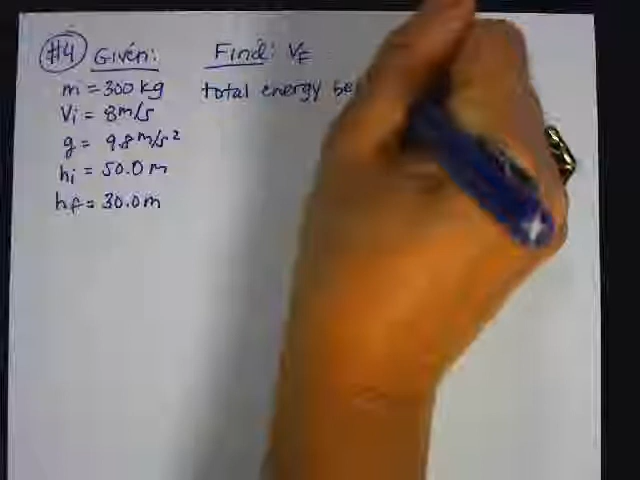 #4 Given: Find: VF
m = 300 kg total energy be
Vi = 8 m/s
g = 9.8 m/s²
hi = 50.0 m
hf = 30.0 m